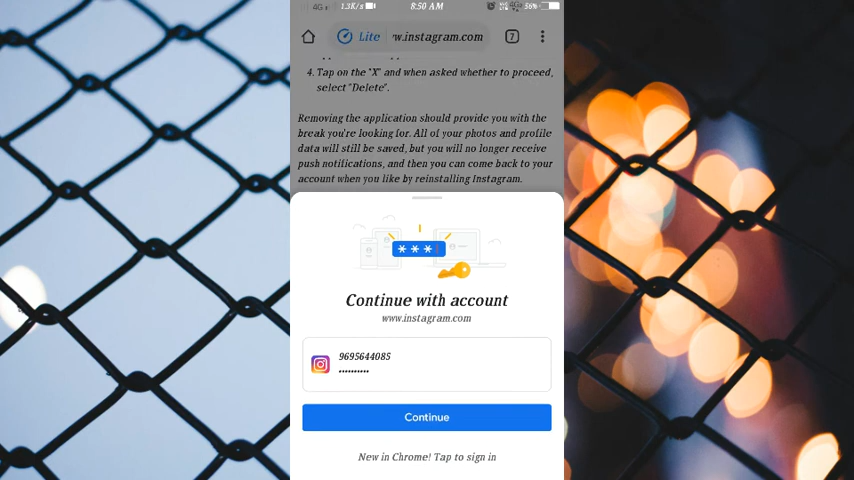 4G 1.3K/s 8:50 AM 4G 56%
Lite w.instagram.com 7
4. Tap on the "X" and when asked whether to proceed,
select "Delete".
Removing the application should provide you with the
break you're looking for. All of your photos and profile
data will still be saved, but you will no longer receive
push notifications, and then you can come back to your
account when you like by reinstalling Instagram.
***
Continue with account
www.instagram.com
9695644085
••••••••••
Continue
New in Chrome! Tap to sign in